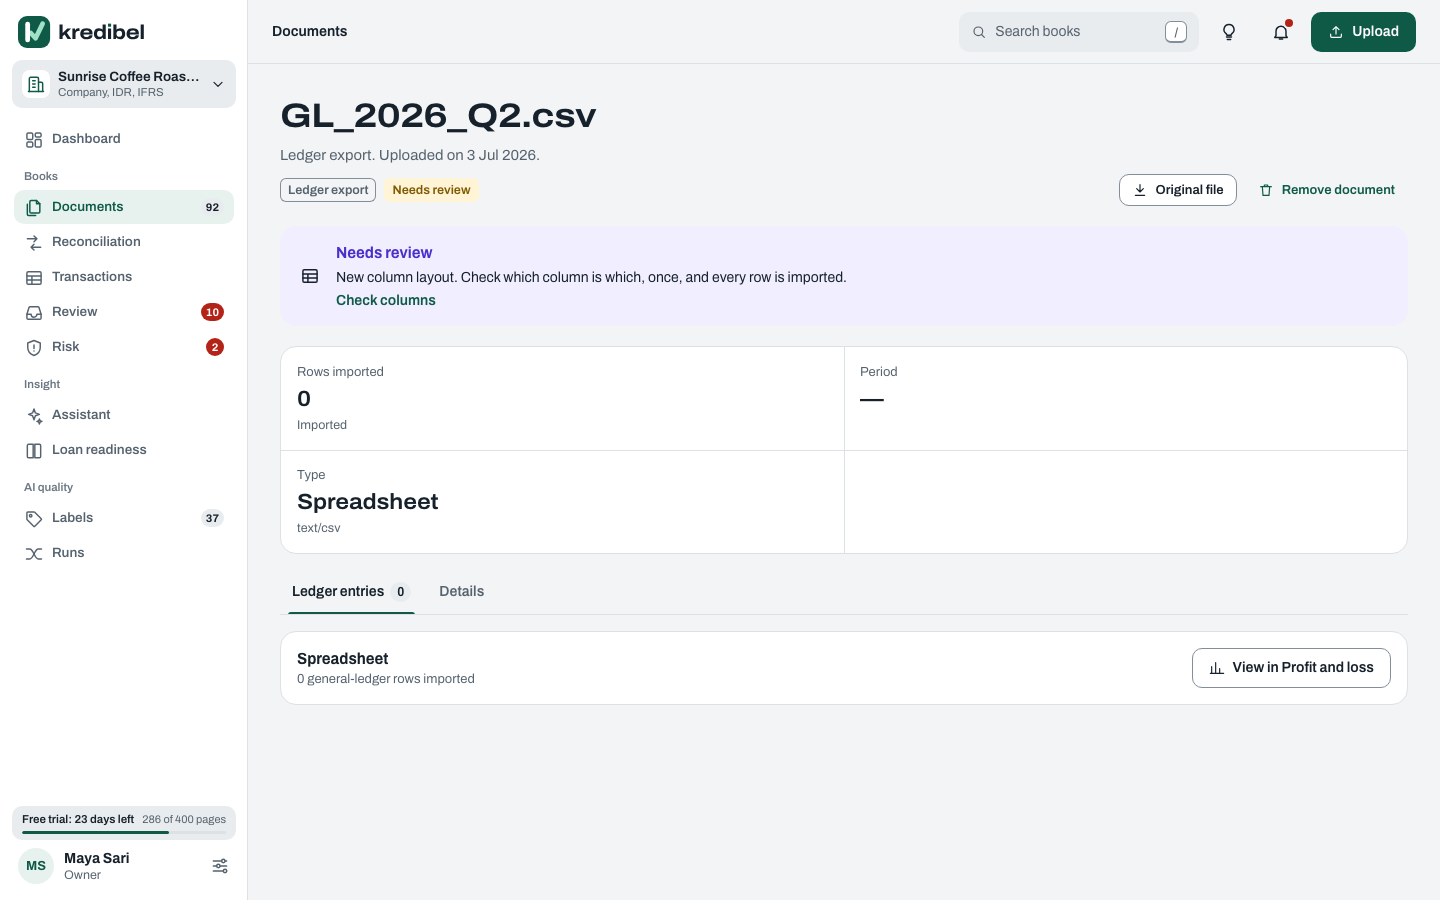 kredibel
Sunrise Coffee Roas...
Company, IDR, IFRS
Dashboard
Books
Documents 92
Reconciliation
Transactions
Review 10
Risk 2
Insight
Assistant
Loan readiness
AI quality
Labels 37
Runs
Free trial: 23 days left 286 of 400 pages
MS
Maya Sari
Owner
Documents
Search books /
Upload
GL_2026_Q2.csv
Ledger export. Uploaded on 3 Jul 2026.
Ledger export Needs review
Original file Remove document
Needs review
New column layout. Check which column is which, once, and every row is imported.
Check columns
Rows imported
0
Imported
Period
—
Type
Spreadsheet
text/csv
Ledger entries 0 Details
Spreadsheet
0 general-ledger rows imported
View in Profit and loss